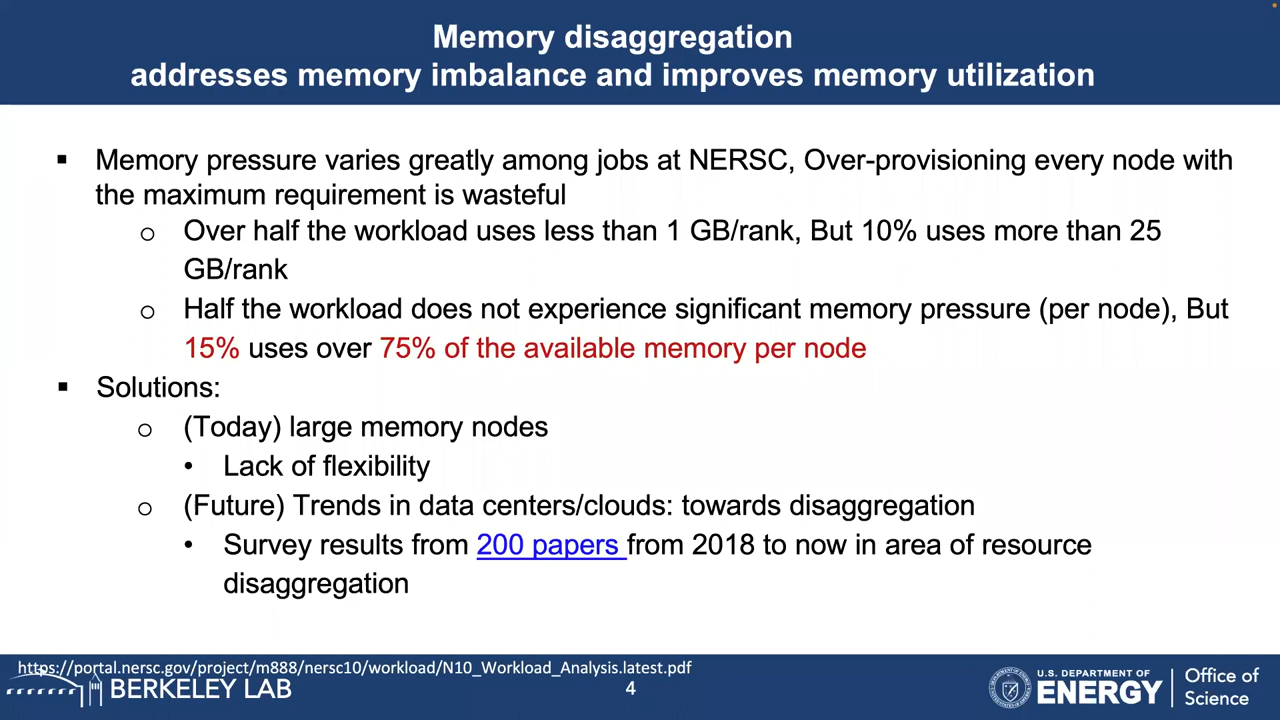 Memory disaggregation
addresses memory imbalance and improves memory utilization
▪ Memory pressure varies greatly among jobs at NERSC, Over-provisioning every node with
the maximum requirement is wasteful
o Over half the workload uses less than 1 GB/rank, But 10% uses more than 25
GB/rank
o Half the workload does not experience significant memory pressure (per node), But
15% uses over 75% of the available memory per node
▪ Solutions:
o (Today) large memory nodes
• Lack of flexibility
o (Future) Trends in data centers/clouds: towards disaggregation
• Survey results from 200 papers from 2018 to now in area of resource
disaggregation
https://portal.nersc.gov/project/m888/nersc10/workload/N10_Workload_Analysis.latest.pdf
BERKELEY LAB
4
U.S. DEPARTMENT OF
ENERGY
Office of
Science